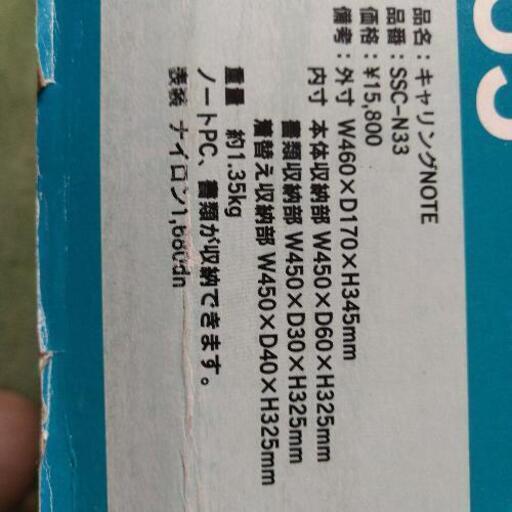 品名：キャリングNOTE
品番：SSC-N33
価格：¥15,800
備考：外寸 W460×D170×H345mm
内寸 本体収納部 W450×D60×H325mm
書類収納部 W450×D30×H325mm
着替え収納部 W450×D40×H325mm
重量 約1.35kg
ノートPC、書類が収納できます。
表装 ナイロン1,680dn